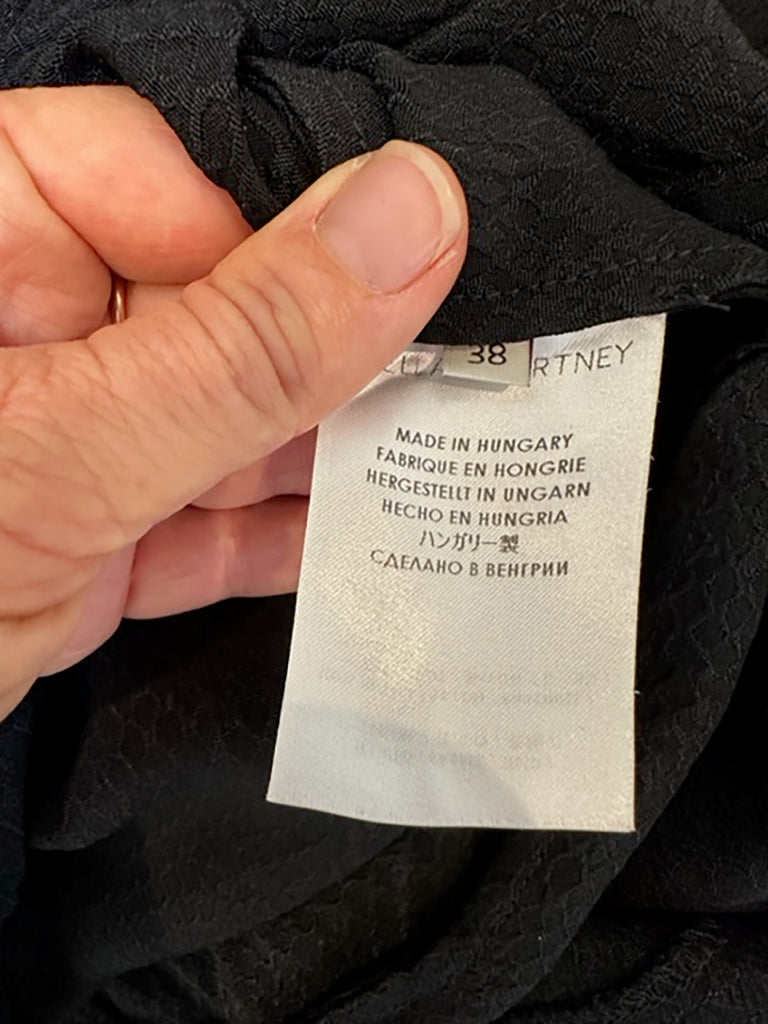 38
RTNEY
MADE IN HUNGARY
FABRIQUE EN HONGRIE
HERGESTELLT IN UNGARN
HECHO EN HUNGRIA
ハンガリー製
СДЕЛАНО В ВЕНГРИИ